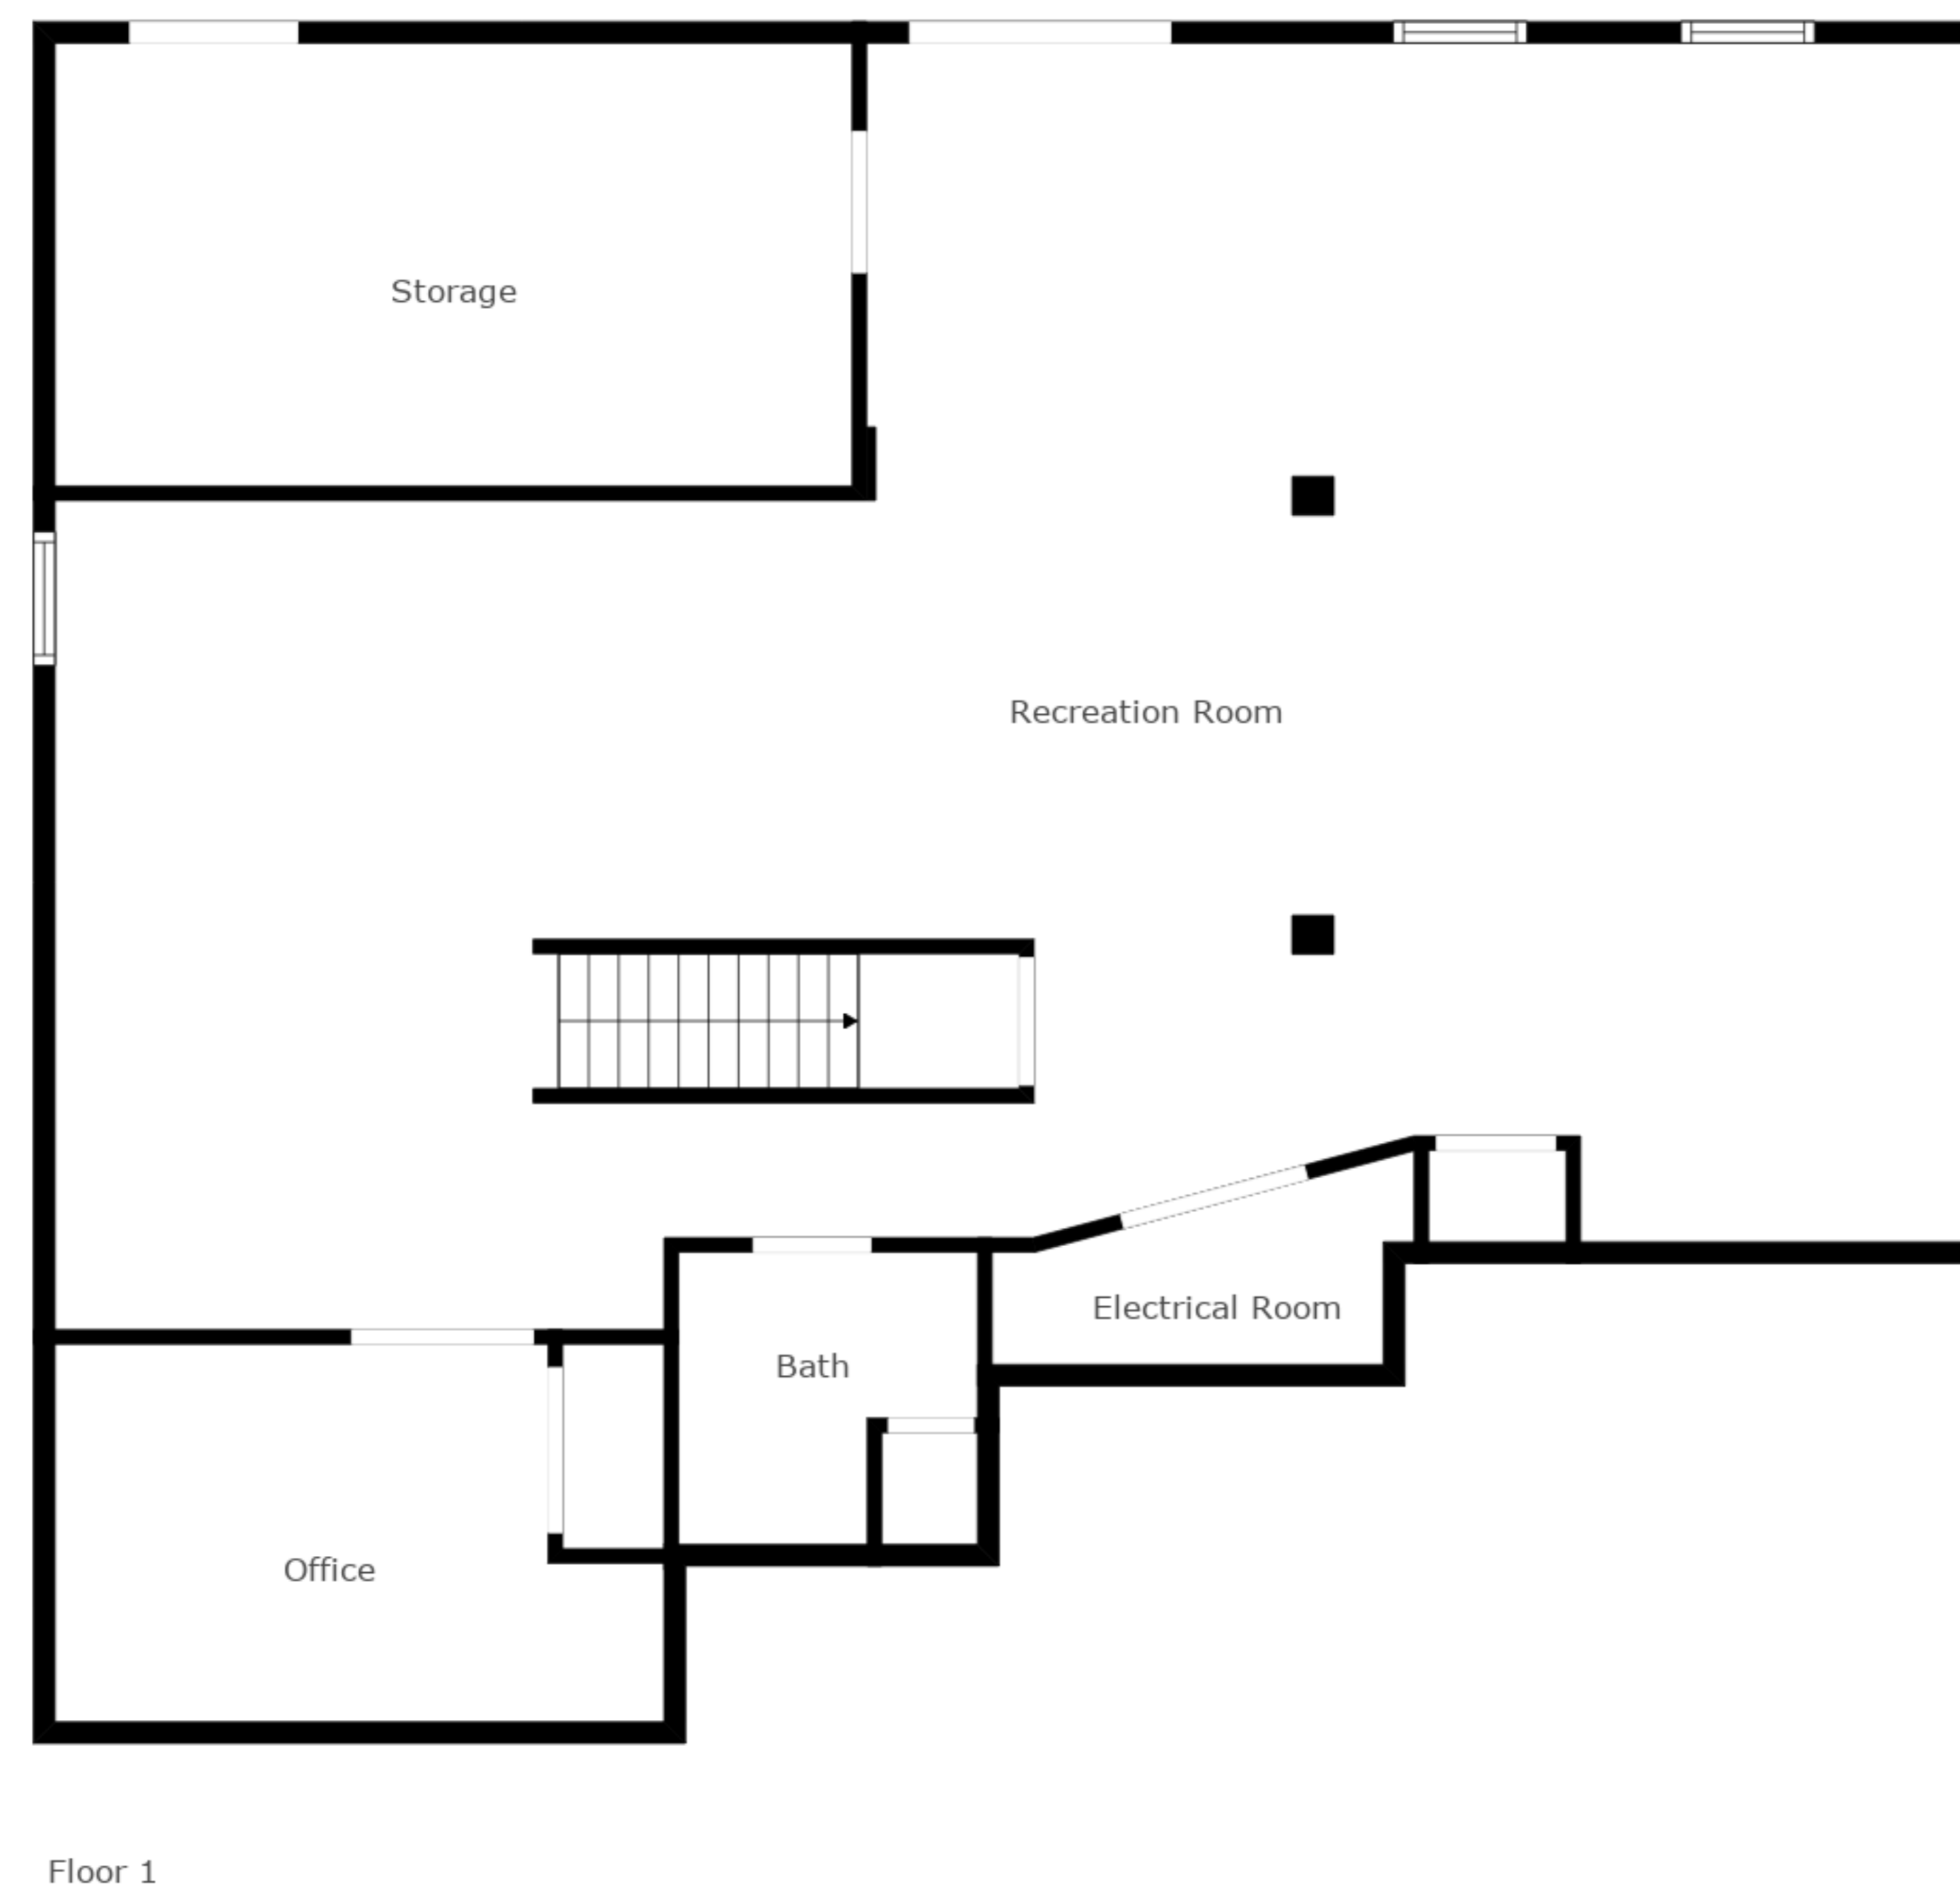 Storage
Recreation Room
Electrical Room
Bath
Office
Floor 1